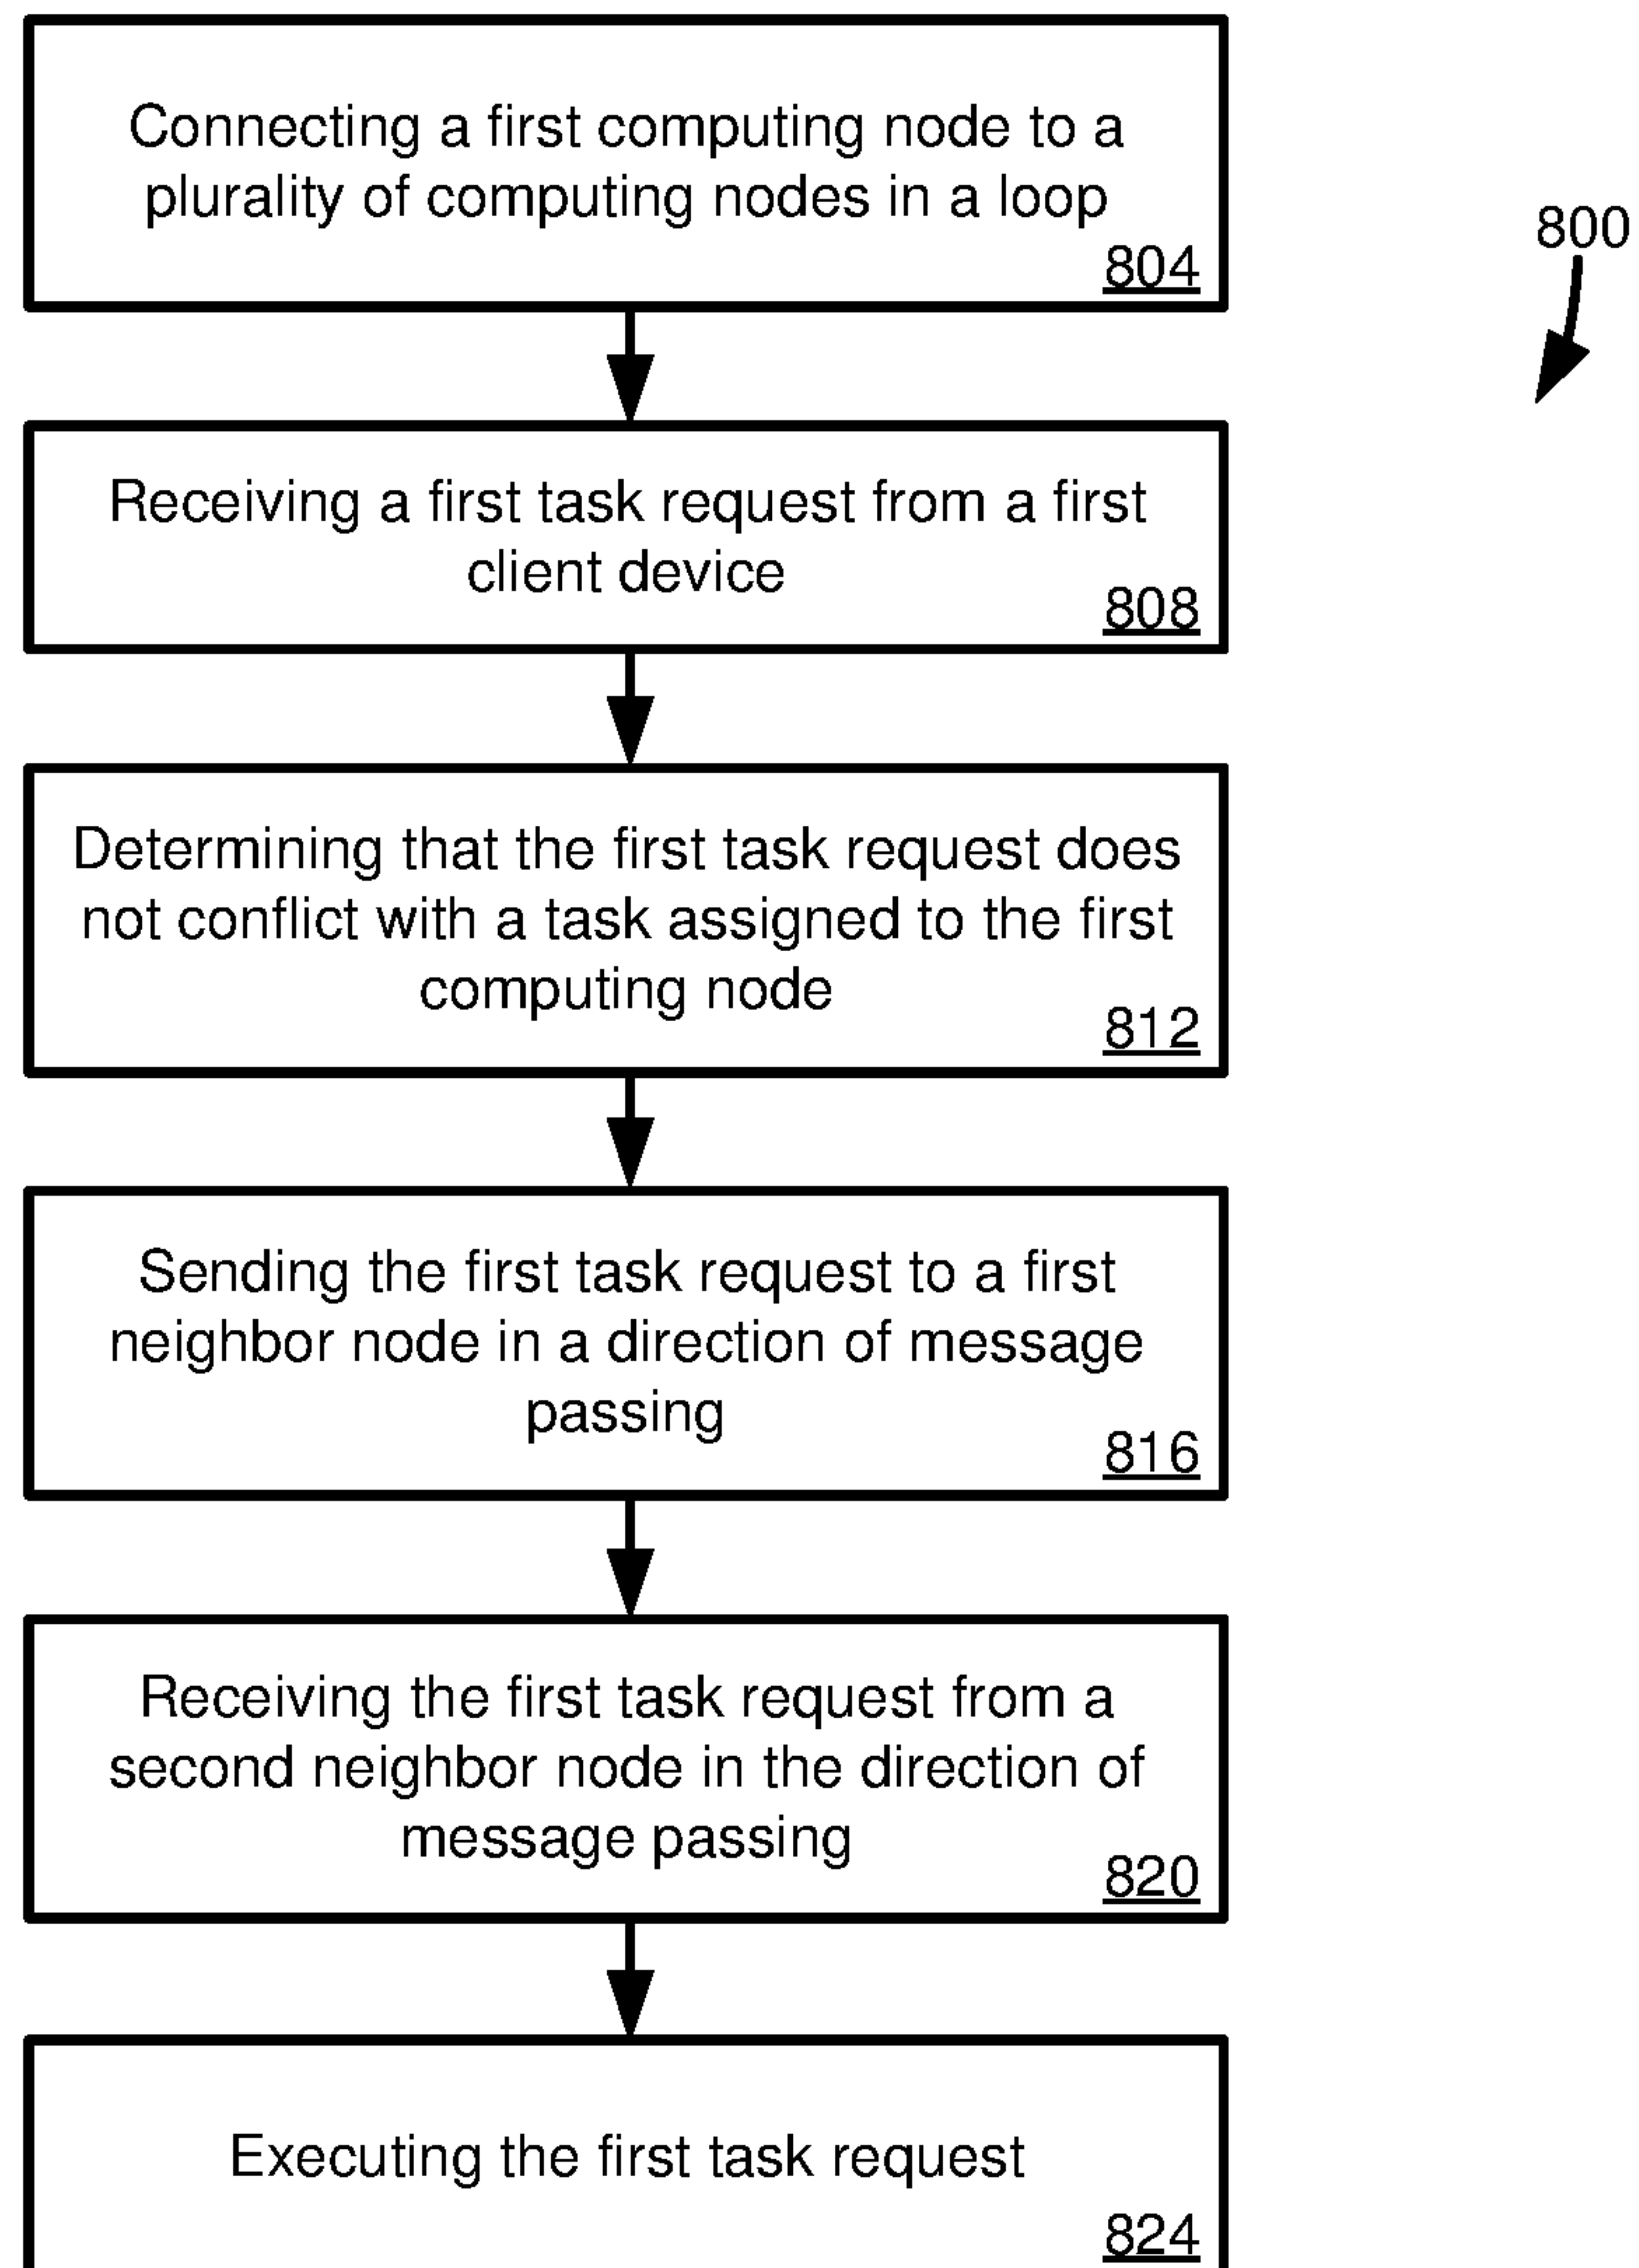 Connecting a first computing node to a
plurality of computing nodes in a loop
804
800
Receiving a first task request from a first
client device
808
Determining that the first task request does
not conflict with a task assigned to the first
computing node
812
Sending the first task request to a first
neighbor node in a direction of message
passing
816
Receiving the first task request from a
second neighbor node in the direction of
message passing
820
Executing the first task request
824